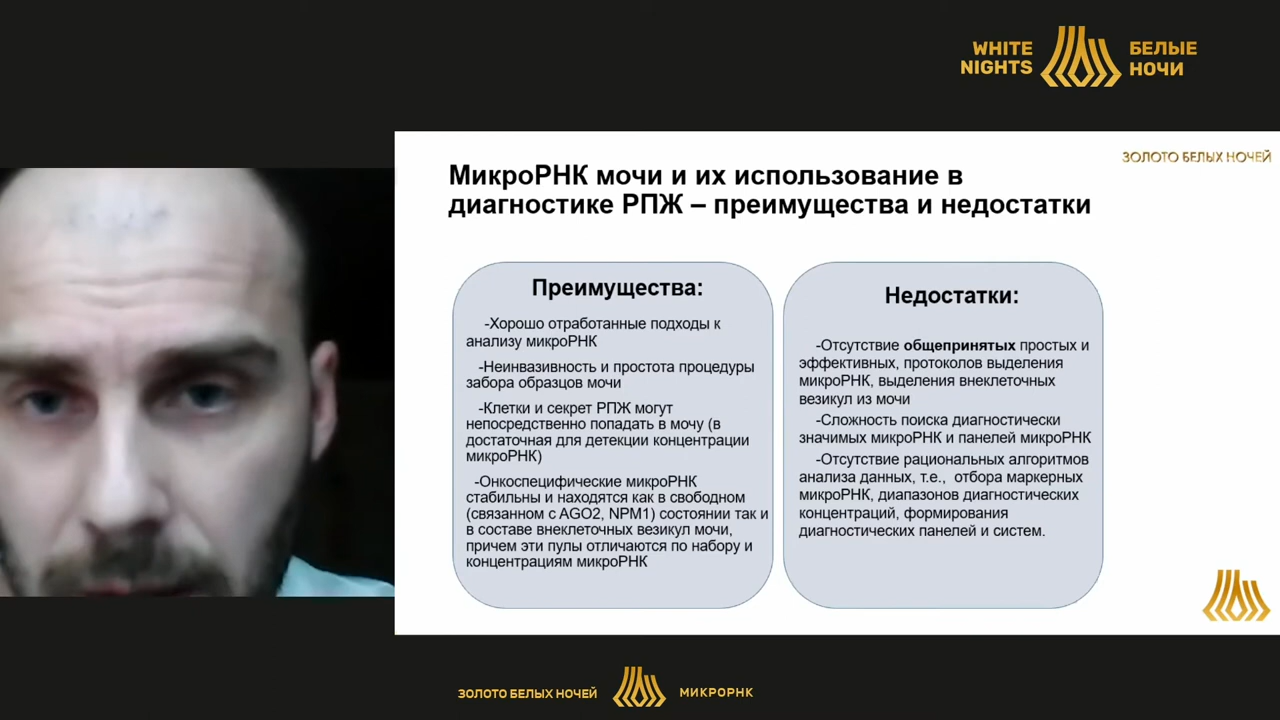 WHITE
NIGHTS
БЕЛЫЕ
НОЧИ
ЗОЛОТО БЕЛЫХ НОЧЕЙ
МикроРНК мочи и их использование в
диагностике РПЖ – преимущества и недостатки
Преимущества:
-Хорошо отработанные подходы к
анализу микроРНК
-Неинвазивность и простота процедуры
забора образцов мочи
-Клетки и секрет РПЖ могут
непосредственно попадать в мочу (в
достаточная для детекции концентрации
микроРНК)
-Онкоспецифические микроРНК
стабильны и находятся как в свободном
(связанном с AGO2, NPM1) состоянии так и
в составе внеклеточных везикул мочи,
причем эти пулы отличаются по набору и
концентрациям микроРНК
Недостатки:
-Отсутствие общепринятых простых и
эффективных, протоколов выделения
микроРНК, выделения внеклеточных
везикул из мочи
-Сложность поиска диагностически
значимых микроРНК и панелей микроРНК
-Отсутствие рациональных алгоритмов
анализа данных, т.е., отбора маркерных
микроРНК, диапазонов диагностических
концентраций, формирования
диагностических панелей и систем.
ЗОЛОТО БЕЛЫХ НОЧЕЙ
МИКРОРНК